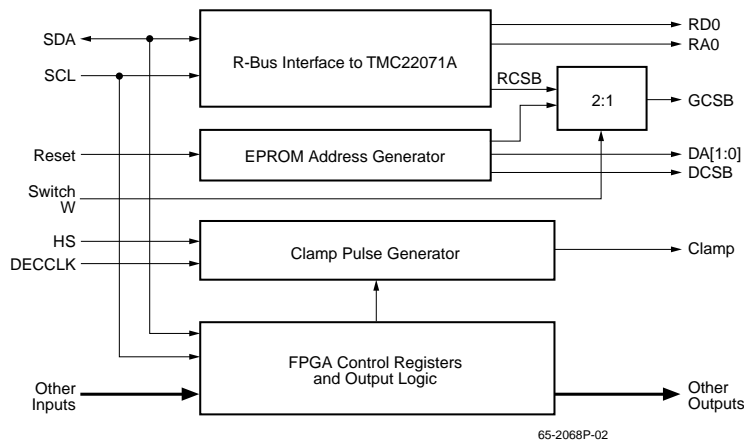 SDA
SCL
R-Bus Interface to TMC22071A
RD0
RA0
RCSB
2:1
GCSB
Reset
EPROM Address Generator
DA[1:0]
DCSB
Switch
W
HS
DECCLK
Clamp Pulse Generator
Clamp
FPGA Control Registers
and Output Logic
Other
Inputs
Other
Outputs
65-2068P-02